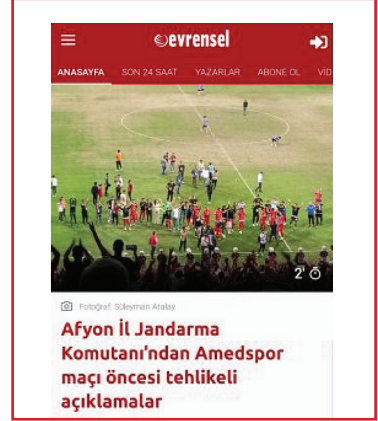 evrensel
ANASAYFA SON 24 SAAT YAZARLAR ABONE OL VİD
2'
Fotoğraf: Süleyman Atalay
Afyon İl Jandarma
Komutanı'ndan Amedspor
maçı öncesi tehlikeli
açıklamalar